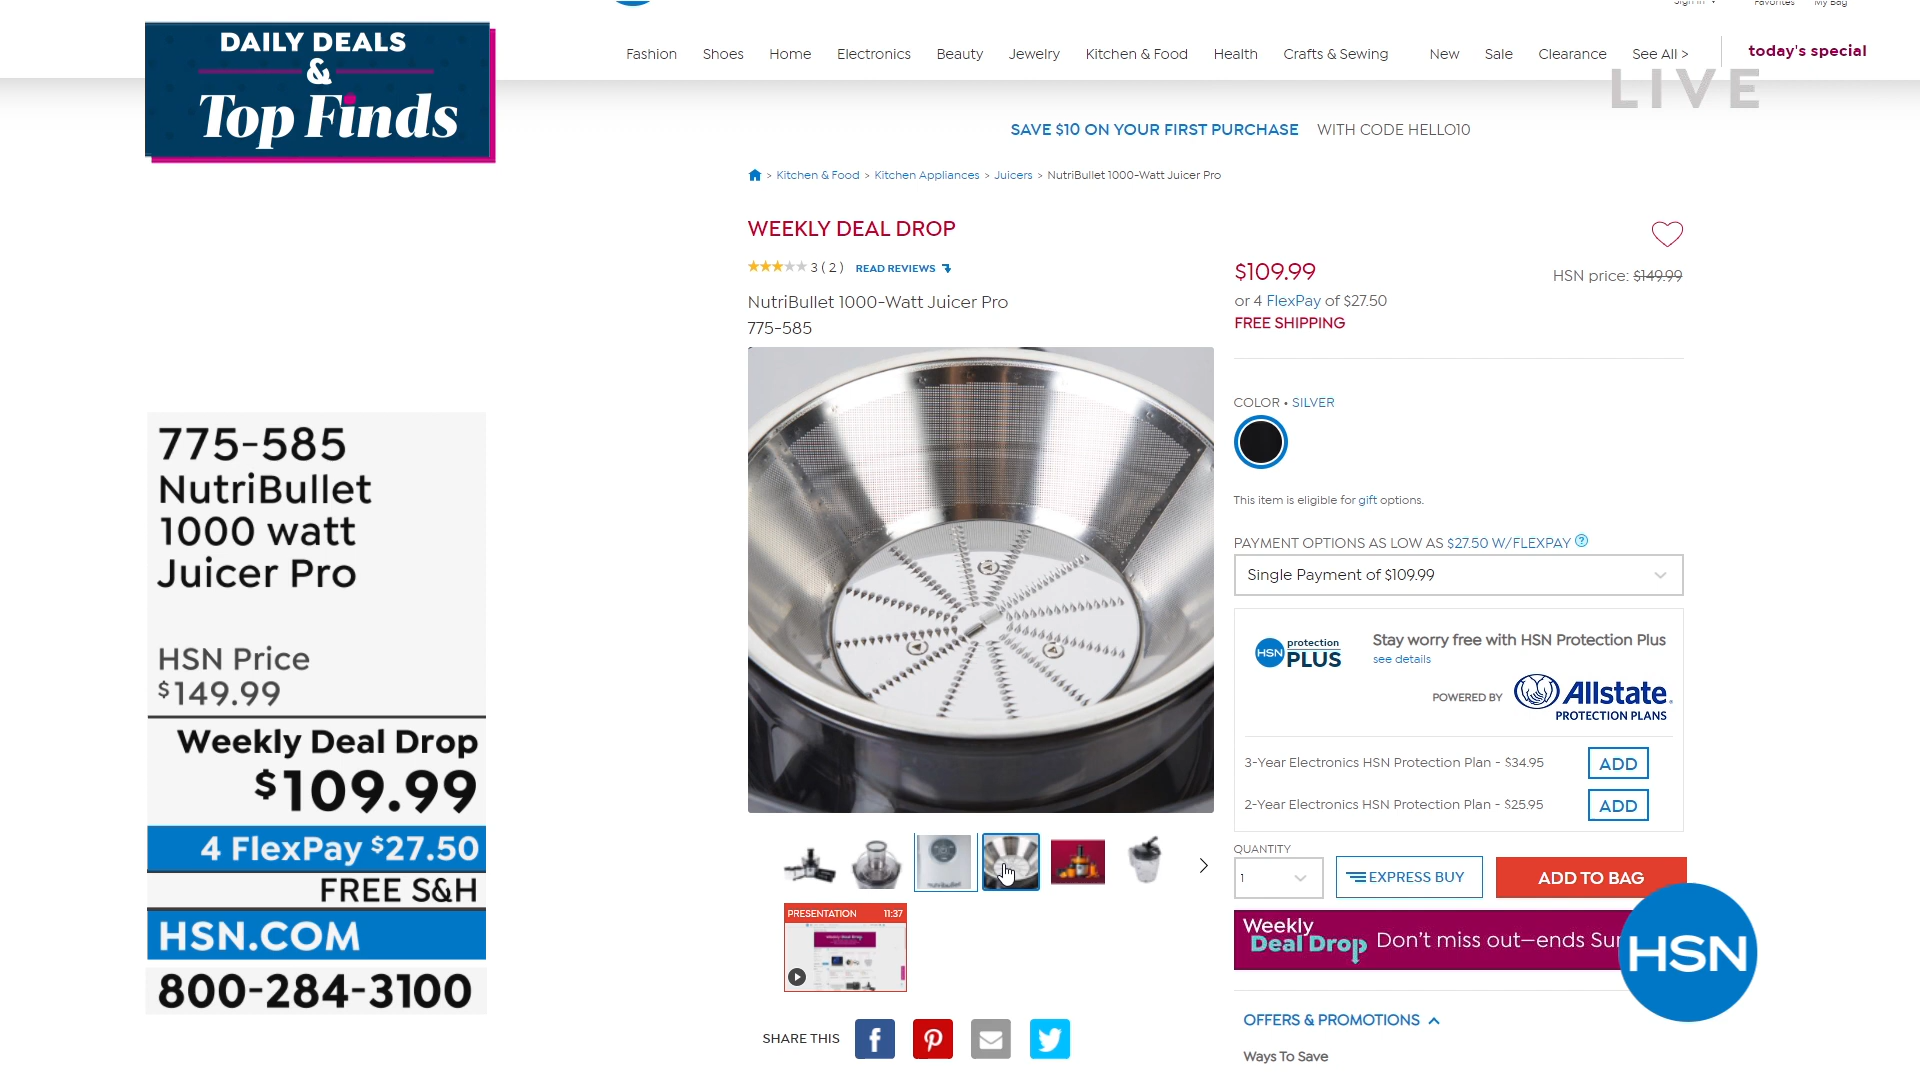 Sign In
Favorites
My Bag
DAILY DEALS
&
Top Finds
Fashion Shoes Home Electronics Beauty Jewelry Kitchen & Food Health Crafts & Sewing New Sale Clearance See All > today's special
LIVE
SAVE $10 ON YOUR FIRST PURCHASE WITH CODE HELLO10
> Kitchen & Food > Kitchen Appliances > Juicers > NutriBullet 1000-Watt Juicer Pro
WEEKLY DEAL DROP
3 ( 2 ) READ REVIEWS
NutriBullet 1000-Watt Juicer Pro
775-585
$109.99
HSN price: $149.99
or 4 FlexPay of $27.50
FREE SHIPPING
COLOR • SILVER
This item is eligible for gift options.
PAYMENT OPTIONS AS LOW AS $27.50 W/FLEXPAY ?
Single Payment of $109.99
HSN protection PLUS
Stay worry free with HSN Protection Plus
see details
POWERED BY
Allstate
PROTECTION PLANS
3-Year Electronics HSN Protection Plan - $34.95 ADD
2-Year Electronics HSN Protection Plan - $25.95 ADD
QUANTITY
1
EXPRESS BUY
ADD TO BAG
Weekly
Deal Drop
Don't miss out—ends Sun
HSN
OFFERS & PROMOTIONS
Ways To Save
PRESENTATION 11:37
Weekly Deal Drop
SHARE THIS
775-585
NutriBullet
1000 watt
Juicer Pro
HSN Price
$149.99
Weekly Deal Drop
$109.99
4 FlexPay $27.50
FREE S&H
HSN.COM
800-284-3100